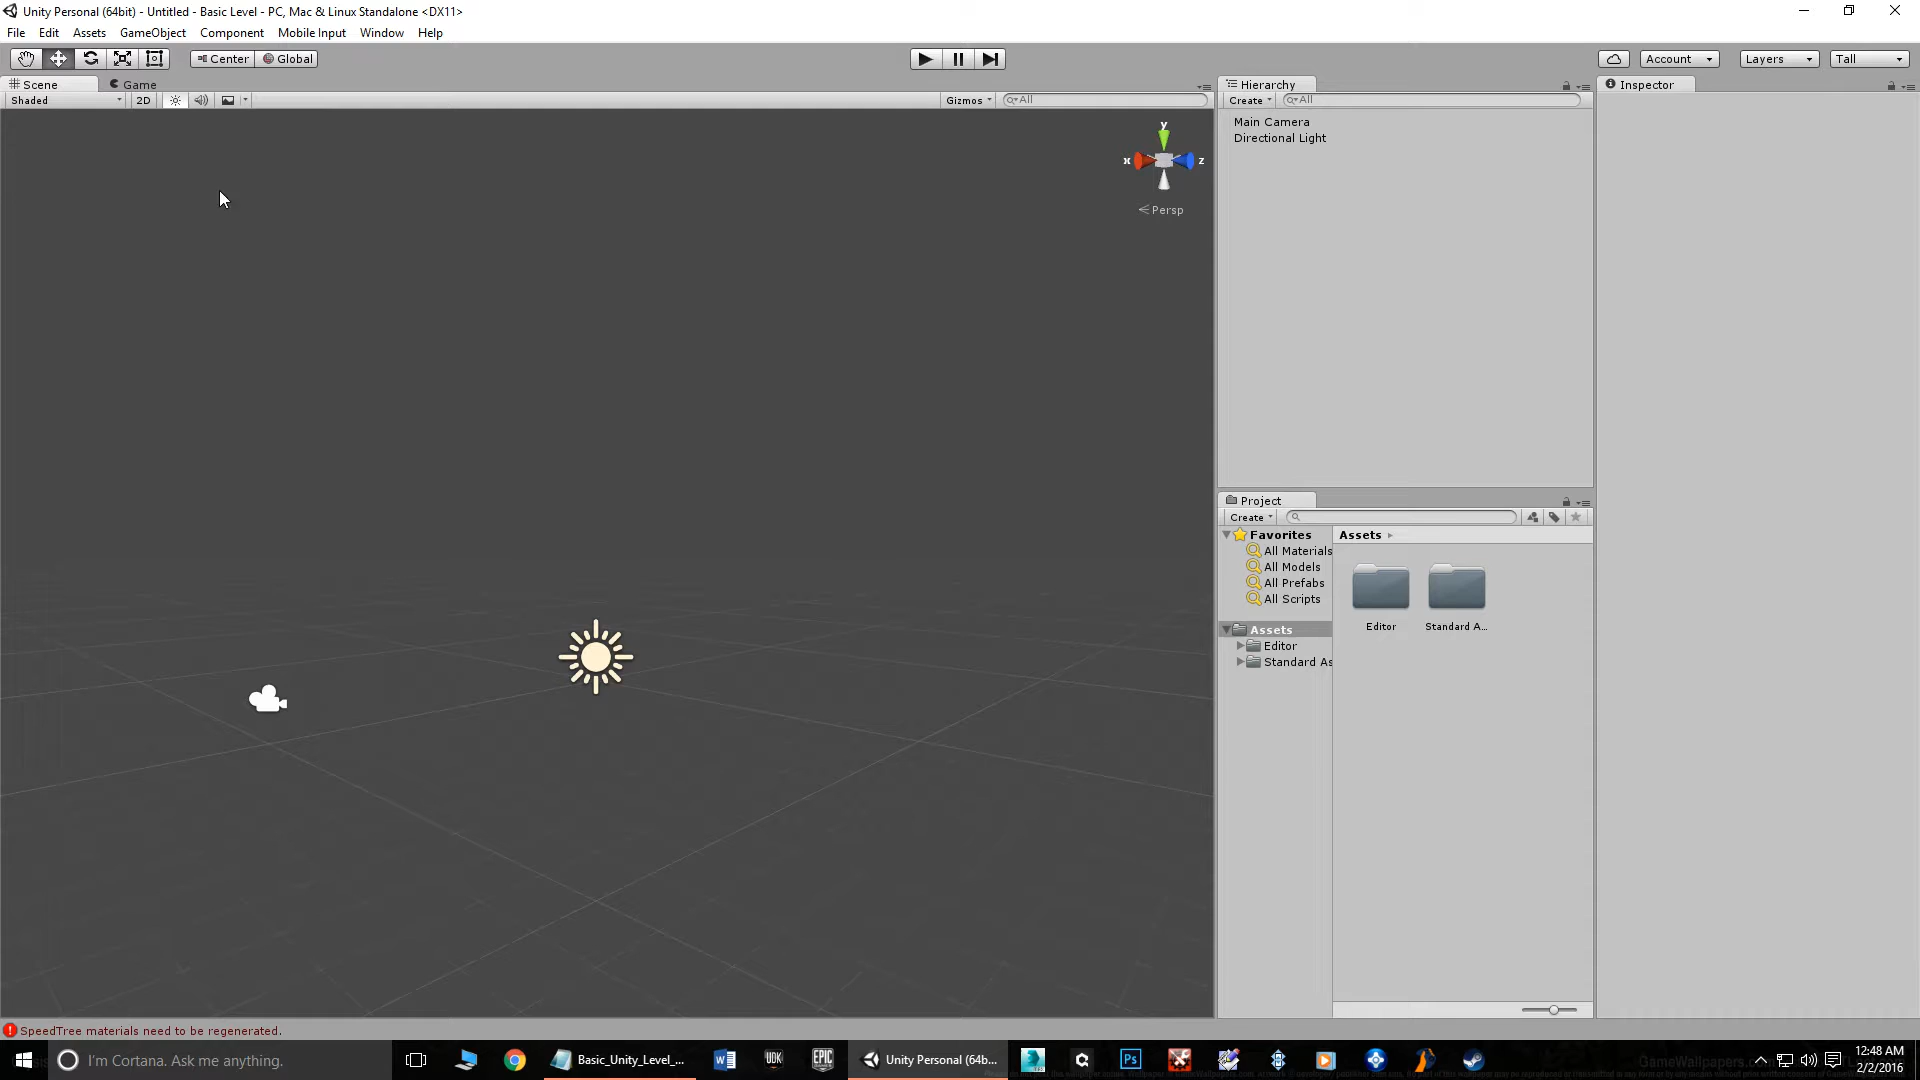 Unity Personal (64bit) - Untitled - Basic Level - PC, Mac & Linux Standalone <DX11>
File Edit Assets GameObject Component Mobile Input Window Help
Center Global Account Layers Tall
Scene Game Hierarchy Inspector
Shaded 2D Gizmos All Create All
Main Camera
Directional Light
y
x z
Persp
Project
Create
Favorites Assets
All Materials
All Models
All Prefabs
All Scripts
Editor Standard A...
Assets
Editor
Standard As
SpeedTree materials need to be regenerated.
I'm Cortana. Ask me anything. Basic_Unity_Level_... UDK EPIC GAMES Unity Personal (64b... Ps 12:48 AM
2/2/2016
GameWallpapers.com